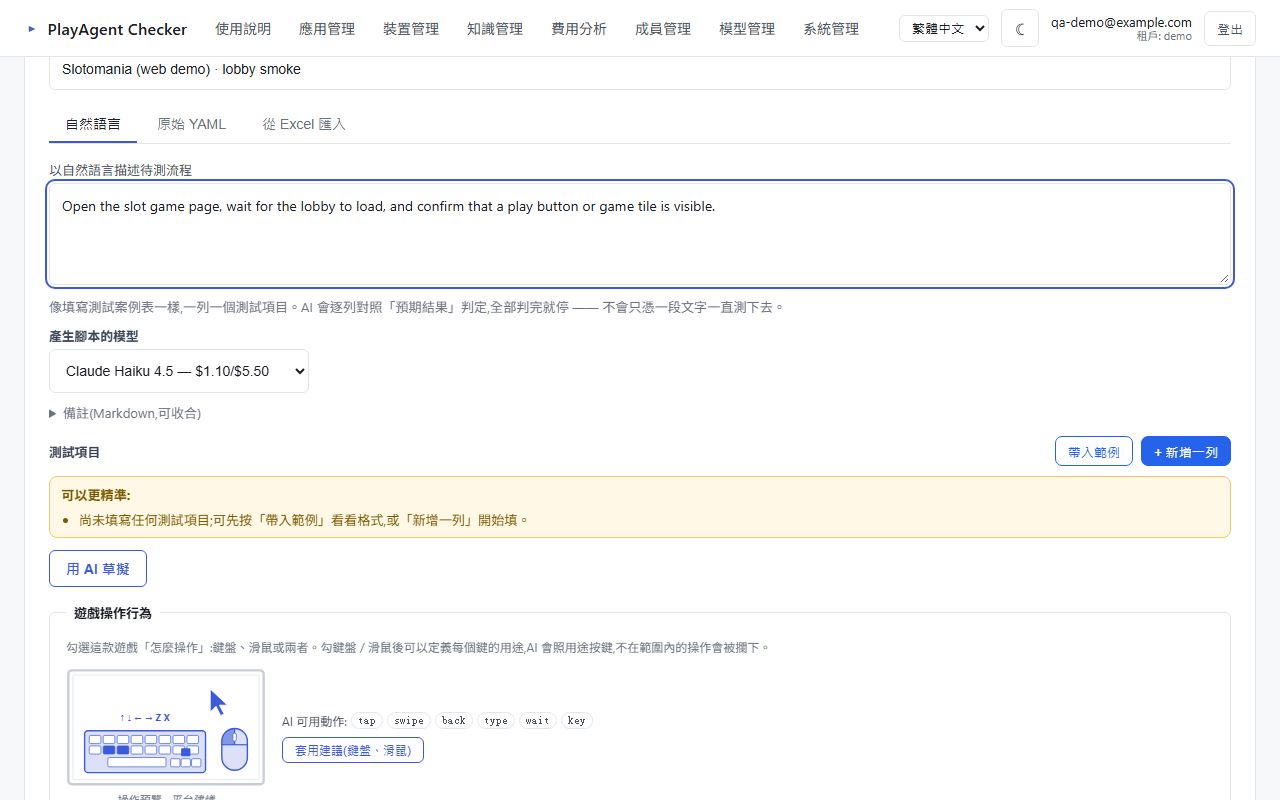 PlayAgent Checker
使用說明
應用管理
裝置管理
知識管理
費用分析
成員管理
模型管理
系統管理
繁體中文
qa-demo@example.com
租戶: demo
登出
Slotomania (web demo) · lobby smoke
自然語言
原始 YAML
從 Excel 匯入
以自然語言描述待測流程
Open the slot game page, wait for the lobby to load, and confirm that a play button or game tile is visible.
像填寫測試案例表一樣,一列一個測試項目。AI 會逐列對照「預期結果」判定,全部判完就停 —— 不會只憑一段文字一直測下去。
產生腳本的模型
Claude Haiku 4.5 — $1.10/$5.50
備註(Markdown,可收合)
測試項目
帶入範例
+ 新增一列
可以更精準:
尚未填寫任何測試項目;可先按「帶入範例」看看格式,或「新增一列」開始填。
用 AI 草擬
遊戲操作行為
勾選這款遊戲「怎麼操作」:鍵盤、滑鼠或兩者。勾鍵盤 / 滑鼠後可以定義每個鍵的用途,AI 會照用途按鍵,不在範圍內的操作會被攔下。
↑↓←→ZX
AI 可用動作: tap swipe back type wait key
套用建議(鍵盤、滑鼠)